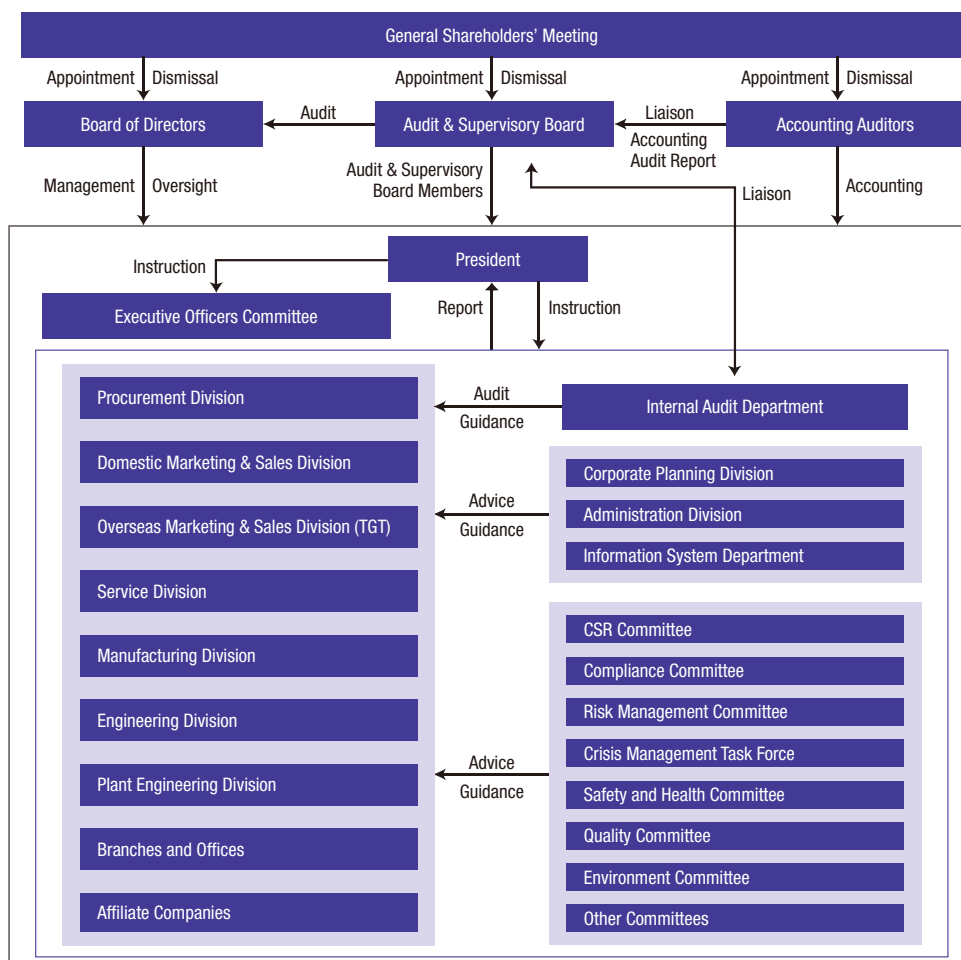 General Shareholders’ Meeting
Appointment Dismissal
Appointment Dismissal
Appointment Dismissal
Board of Directors
Audit
Audit & Supervisory Board
Liaison
Accounting
Audit Report
Accounting Auditors
Management Oversight
Audit & Supervisory
Board Members
Liaison
Accounting
President
Instruction
Executive Officers Committee
Report
Instruction
Procurement Division
Domestic Marketing & Sales Division
Overseas Marketing & Sales Division (TGT)
Service Division
Manufacturing Division
Engineering Division
Plant Engineering Division
Branches and Offices
Affiliate Companies
Audit
Guidance
Internal Audit Department
Advice
Guidance
Corporate Planning Division
Administration Division
Information System Department
Advice
Guidance
CSR Committee
Compliance Committee
Risk Management Committee
Crisis Management Task Force
Safety and Health Committee
Quality Committee
Environment Committee
Other Committees